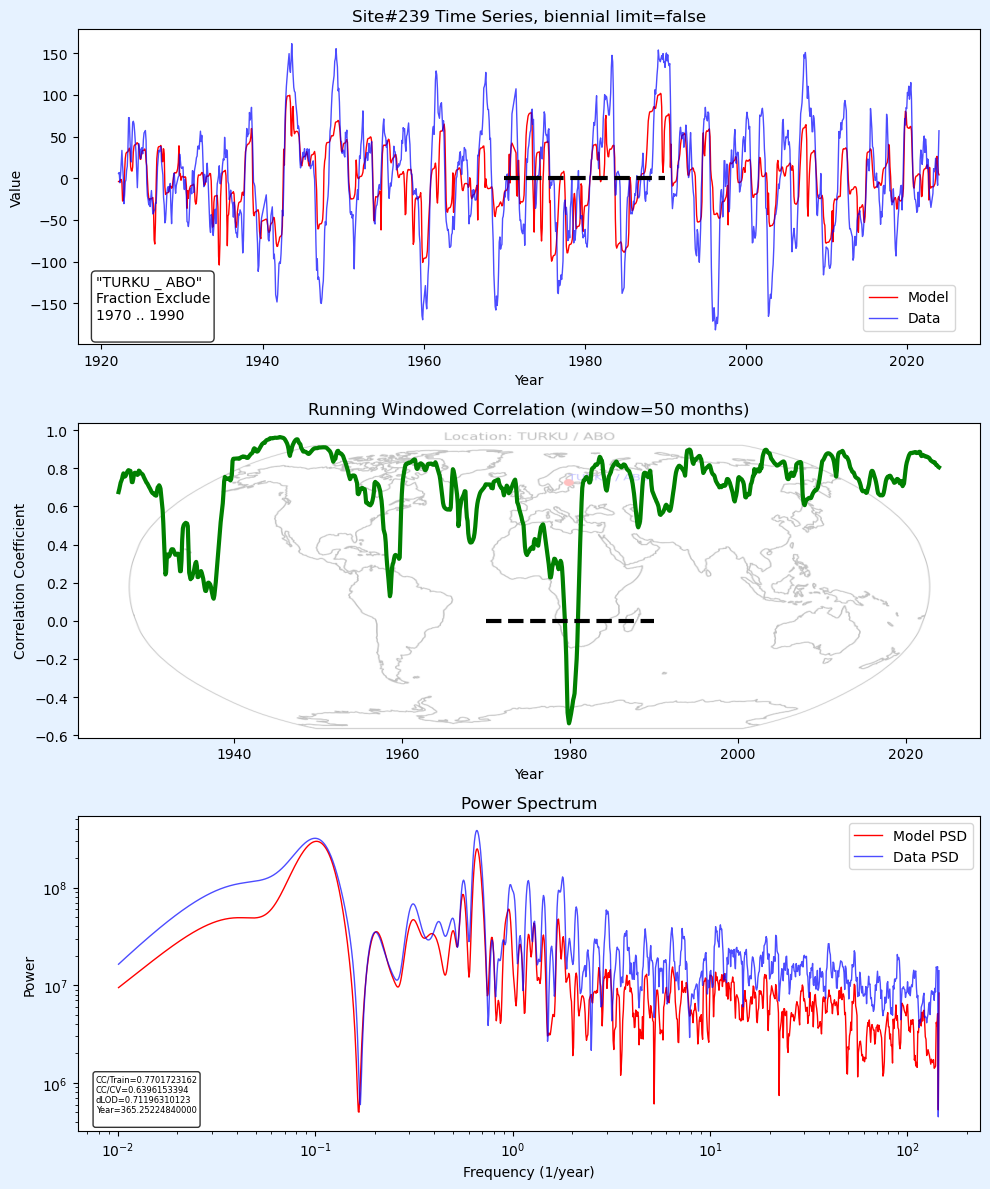 Site#239 Time Series, biennial limit=false
Value
150
100
50
0
−50
−100
−150
"TURKU _ ABO"
Fraction Exclude
1970 .. 1990
Model
Data
1920
1940
1960
1980
2000
2020
Year
Running Windowed Correlation (window=50 months)
Correlation Coefficient
1.0
0.8
0.6
0.4
0.2
0.0
−0.2
−0.4
−0.6
Location: TURKU / ABO
1940
1960
1980
2000
2020
Year
Power Spectrum
Power
10^8
10^7
10^6
Model PSD
Data PSD
CC/Train=0.7701723162
CC/CV=0.6396153394
dLOD=0.71196310123
Year=365.25224840000
10^−2
10^−1
10^0
10^1
10^2
Frequency (1/year)